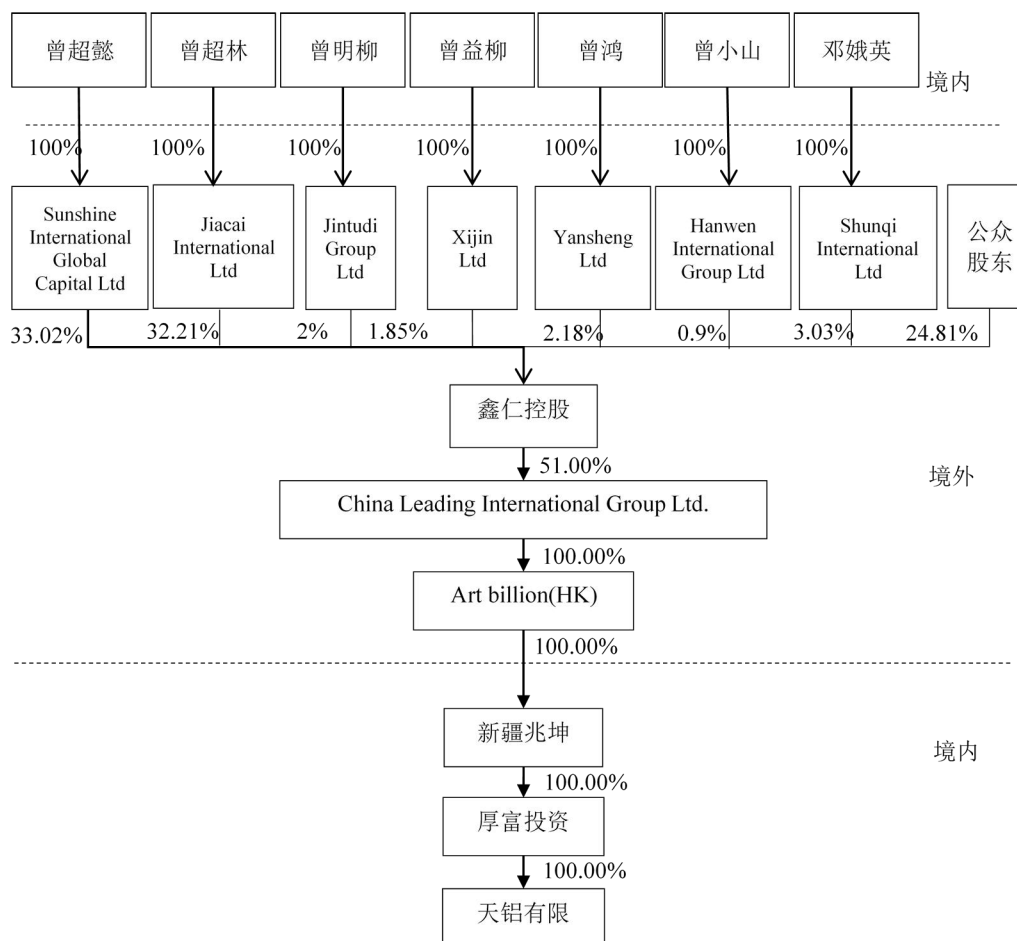 曾超懿
曾超林
曾明柳
曾益柳
曾鸿
曾小山
邓娥英
境内
100%
100%
100%
100%
100%
100%
100%
Sunshine
International
Global
Capital Ltd
Jiacai
International
Ltd
Jintudi
Group
Ltd
Xijin
Ltd
Yansheng
Ltd
Hanwen
International
Group Ltd
Shunqi
International
Ltd
公众
股东
33.02%
32.21%
2%
1.85%
2.18%
0.9%
3.03%
24.81%
鑫仁控股
51.00%
境外
China Leading International Group Ltd.
100.00%
Art billion(HK)
100.00%
新疆兆坤
境内
100.00%
厚富投资
100.00%
天铝有限